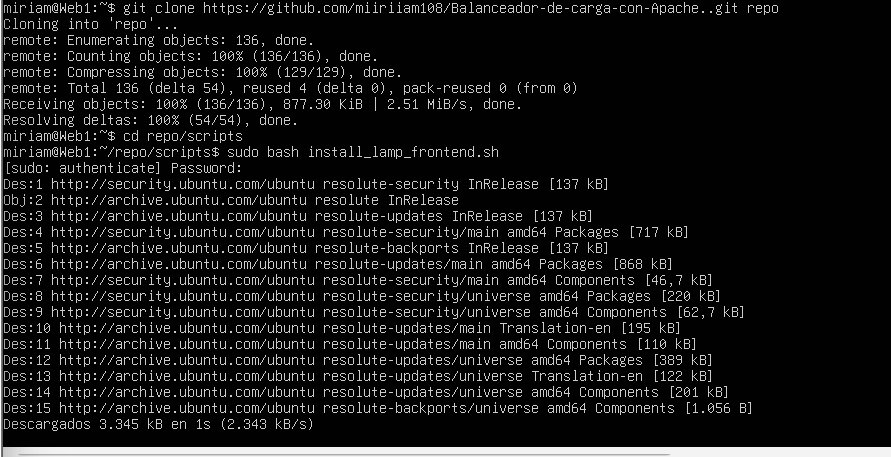 miriam@Web1:~$ git clone https://github.com/miiriiam108/Balanceador-de-carga-con-Apache..git repo
Cloning into 'repo'...
remote: Enumerating objects: 136, done.
remote: Counting objects: 100% (136/136), done.
remote: Compressing objects: 100% (129/129), done.
remote: Total 136 (delta 54), reused 4 (delta 0), pack-reused 0 (from 0)
Receiving objects: 100% (136/136), 877.30 KiB | 2.51 MiB/s, done.
Resolving deltas: 100% (54/54), done.
miriam@Web1:~$ cd repo/scripts
miriam@Web1:~/repo/scripts$ sudo bash install_lamp_frontend.sh
[sudo: authenticate] Password:
Des:1 http://security.ubuntu.com/ubuntu resolute-security InRelease [137 kB]
Obj:2 http://archive.ubuntu.com/ubuntu resolute InRelease
Des:3 http://archive.ubuntu.com/ubuntu resolute-updates InRelease [137 kB]
Des:4 http://security.ubuntu.com/ubuntu resolute-security/main amd64 Packages [717 kB]
Des:5 http://archive.ubuntu.com/ubuntu resolute-backports InRelease [137 kB]
Des:6 http://archive.ubuntu.com/ubuntu resolute-updates/main amd64 Packages [868 kB]
Des:7 http://security.ubuntu.com/ubuntu resolute-security/main amd64 Components [46,7 kB]
Des:8 http://security.ubuntu.com/ubuntu resolute-security/universe amd64 Packages [220 kB]
Des:9 http://security.ubuntu.com/ubuntu resolute-security/universe amd64 Components [62,7 kB]
Des:10 http://archive.ubuntu.com/ubuntu resolute-updates/main Translation-en [195 kB]
Des:11 http://archive.ubuntu.com/ubuntu resolute-updates/main amd64 Components [110 kB]
Des:12 http://archive.ubuntu.com/ubuntu resolute-updates/universe amd64 Packages [389 kB]
Des:13 http://archive.ubuntu.com/ubuntu resolute-updates/universe Translation-en [122 kB]
Des:14 http://archive.ubuntu.com/ubuntu resolute-updates/universe amd64 Components [201 kB]
Des:15 http://archive.ubuntu.com/ubuntu resolute-backports/universe amd64 Components [1.056 B]
Descargados 3.345 kB en 1s (2.343 kB/s)